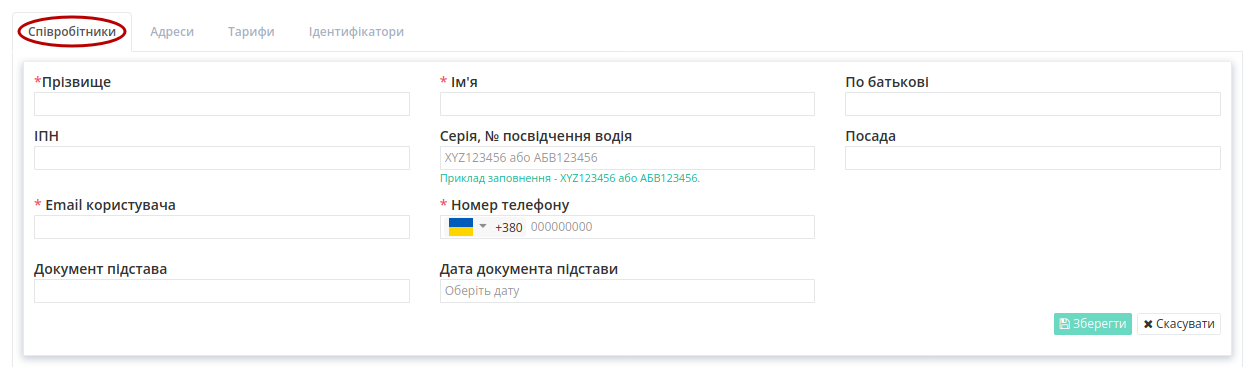 Співробітники Адреси Тарифи Ідентифікатори
*Прізвище * Ім'я По батькові
ІПН Серія, № посвідчення водія Посада
XYZ123456 або АБВ123456
Приклад заповнення - XYZ123456 або АБВ123456.
* Email користувача * Номер телефону
+380 000000000
Документ підстава Дата документа підстави
Оберіть дату
Зберегти Скасувати